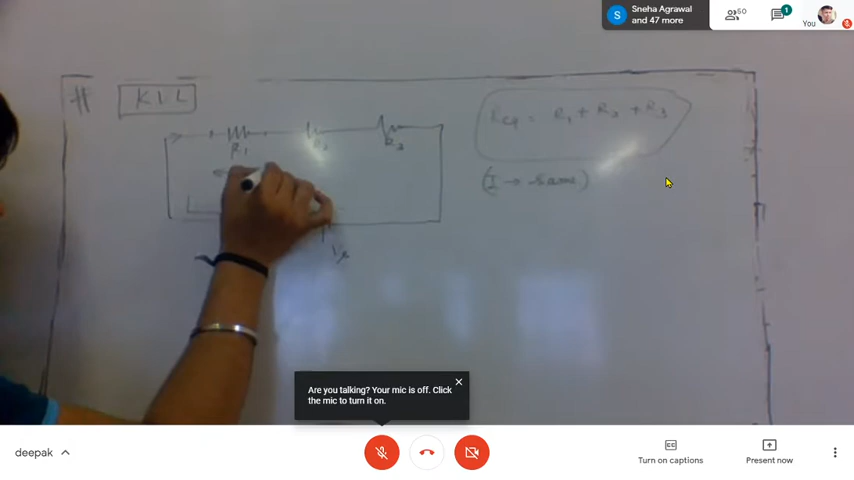 Sneha Agrawal
and 47 more
S
60
1
You
# KVL
R1 R2 R3
Req = R1 + R2 + R3
(I → same)
Are you talking? Your mic is off. Click
the mic to turn it on.
deepak
Turn on captions
Present now